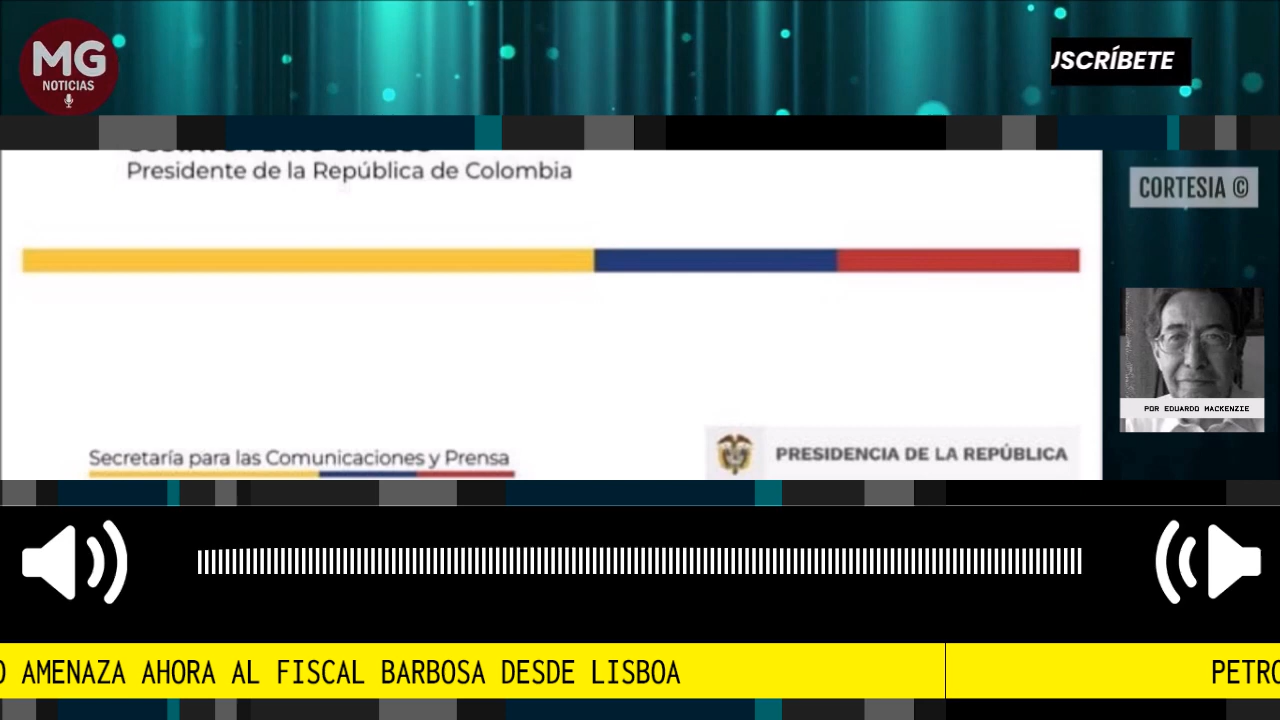 MG
NOTICIAS
USCRÍBETE
Presidente de la República de Colombia
CORTESIA ©
POR EDUARDO MACKENZIE
Secretaría para las Comunicaciones y Prensa
PRESIDENCIA DE LA REPÚBLICA
O AMENAZA AHORA AL FISCAL BARBOSA DESDE LISBOA
PETRO